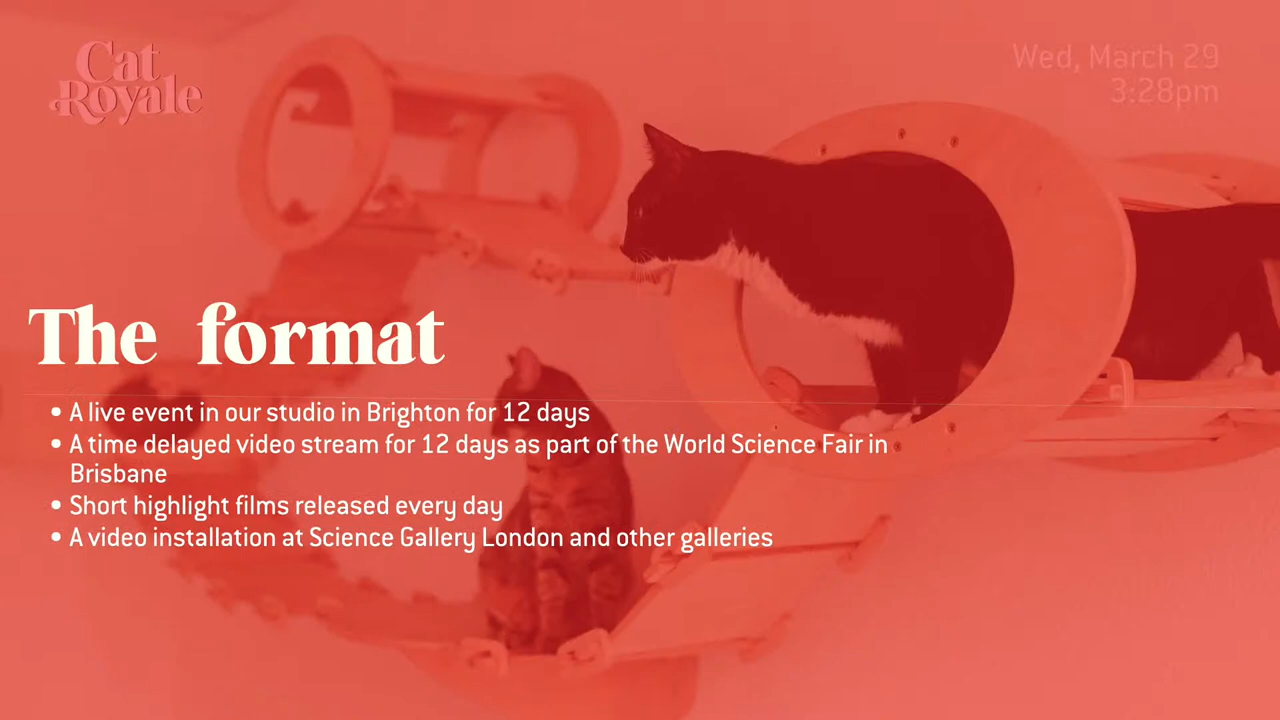 Cat
Royale
Wed, March 29
3:28pm
The format
• A live event in our studio in Brighton for 12 days
• A time delayed video stream for 12 days as part of the World Science Fair in
Brisbane
• Short highlight films released every day
• A video installation at Science Gallery London and other galleries